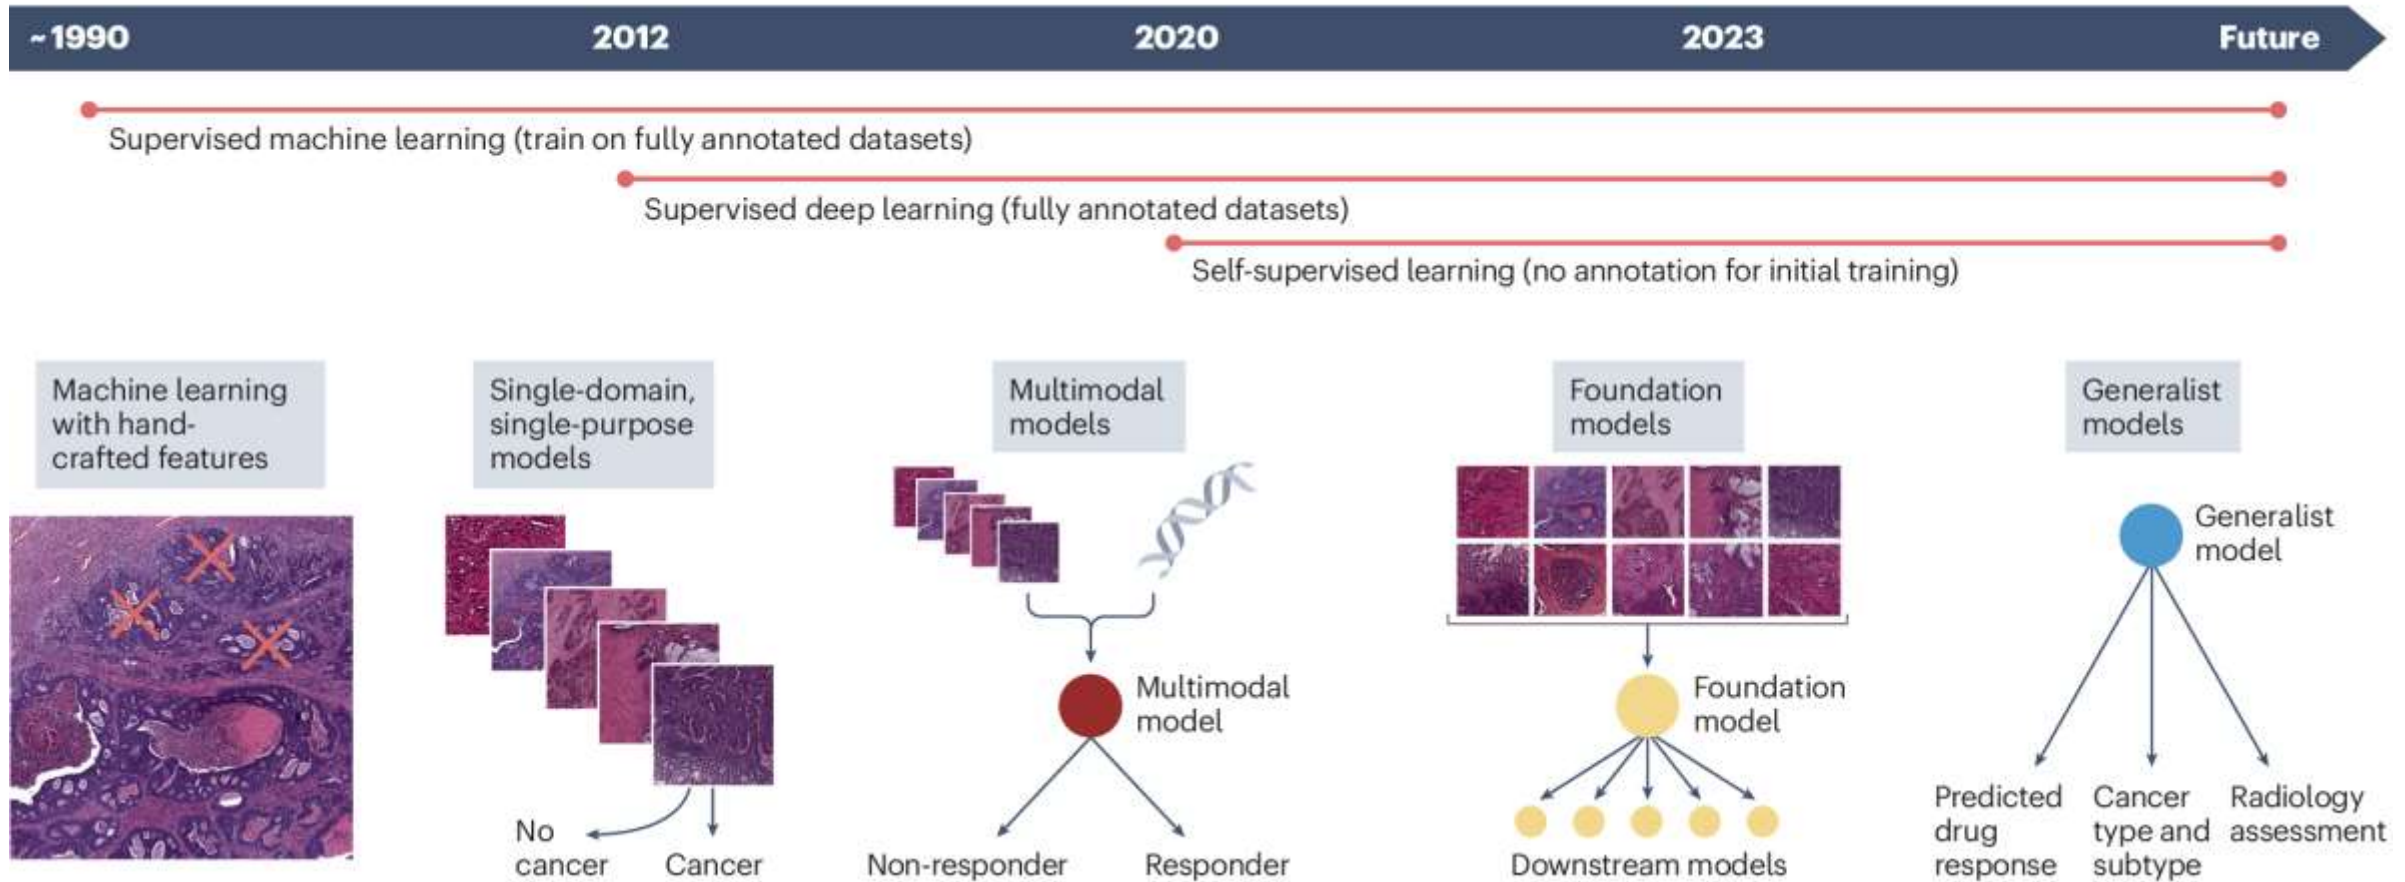 ~1990 2012 2020 2023 Future
Supervised machine learning (train on fully annotated datasets)
Supervised deep learning (fully annotated datasets)
Self-supervised learning (no annotation for initial training)
Machine learning
with hand-
crafted features
Single-domain,
single-purpose
models
Multimodal
models
Foundation
models
Generalist
models
No
cancer
Cancer
Multimodal
model
Non-responder
Responder
Foundation
model
Downstream models
Generalist
model
Predicted
drug
response
Cancer
type and
subtype
Radiology
assessment